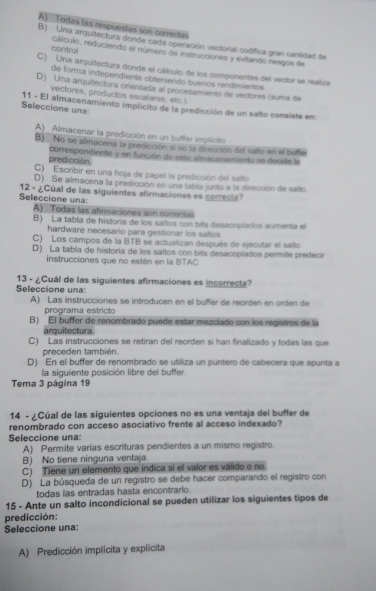 A) Todas las respuestas son correctas
B) Una arquitectura donde cada operación vectorial codifica gran cantidad de
cálculo, reduciendo el número de instrucciones y evitando riesgos de
control
C) Una arquitectura donde el cálculo de los componentes del vector se realiza
de forma independiente obteniendo buenos rendimientos.
D) Una arquitectura orientada al procesamiento de vectores (suma de
vectores, productos escalares, etc.).
11 - El almacenamiento implícito de la predicción de un salto consiste en:
Seleccione una:
A) Almacenar la predicción en un buffer implícito
B) No se almacena la predicción si no la dirección del salto en el buffer
correspondiente y en función de este almacenamiento se decide la
predicción.
C) Escribir en una hoja de papel la predicción del salto
D) Se almacena la predicción en una tabla junto a la dirección de salto.
12 - ¿Cúal de las siguientes afirmaciones es correcta?
Seleccione una:
A) Todas las afirmaciones son correctas
B) La tabla de historia de los saltos con bits desacoplados aumenta el
hardware necesario para gestionar los saltos
C) Los campos de la BTB se actualizan después de ejecutar el salto
D) La tabla de historia de los saltos con bits desacoplados permite predecir
instrucciones que no estén en la BTAC
13 - ¿Cuál de las siguientes afirmaciones es incorrecta?
Seleccione una:
A) Las instrucciones se introducen en el buffer de reorden en orden de
programa estricto
B) El buffer de renombrado puede estar mezclado con los registros de la
arquitectura.
C) Las instrucciones se retiran del reorden si han finalizado y todas las que
preceden también.
D) En el buffer de renombrado se utiliza un puntero de cabecera que apunta a
la siguiente posición libre del buffer.
Tema 3 página 19
14 - ¿Cúal de las siguientes opciones no es una ventaja del buffer de
renombrado con acceso asociativo frente al acceso indexado?
Seleccione una:
A) Permite varias escrituras pendientes a un mismo registro.
B) No tiene ninguna ventaja.
C) Tiene un elemento que indica si el valor es válido o no.
D) La búsqueda de un registro se debe hacer comparando el registro con
todas las entradas hasta encontrarlo.
15 - Ante un salto incondicional se pueden utilizar los siguientes tipos de
predicción:
Seleccione una:
A) Predicción implícita y explícita